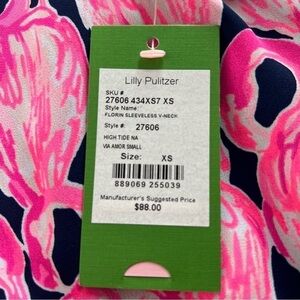 Lilly Pulitzer
SKU #
27606 434XS7 XS
Style Name:
FLORIN SLEEVELESS V-NECK
Style #: 27606
HIGH TIDE NA
VIA AMOR SMALL
Size: XS
889069 255039
Manufacturer's Suggested Price
$88.00